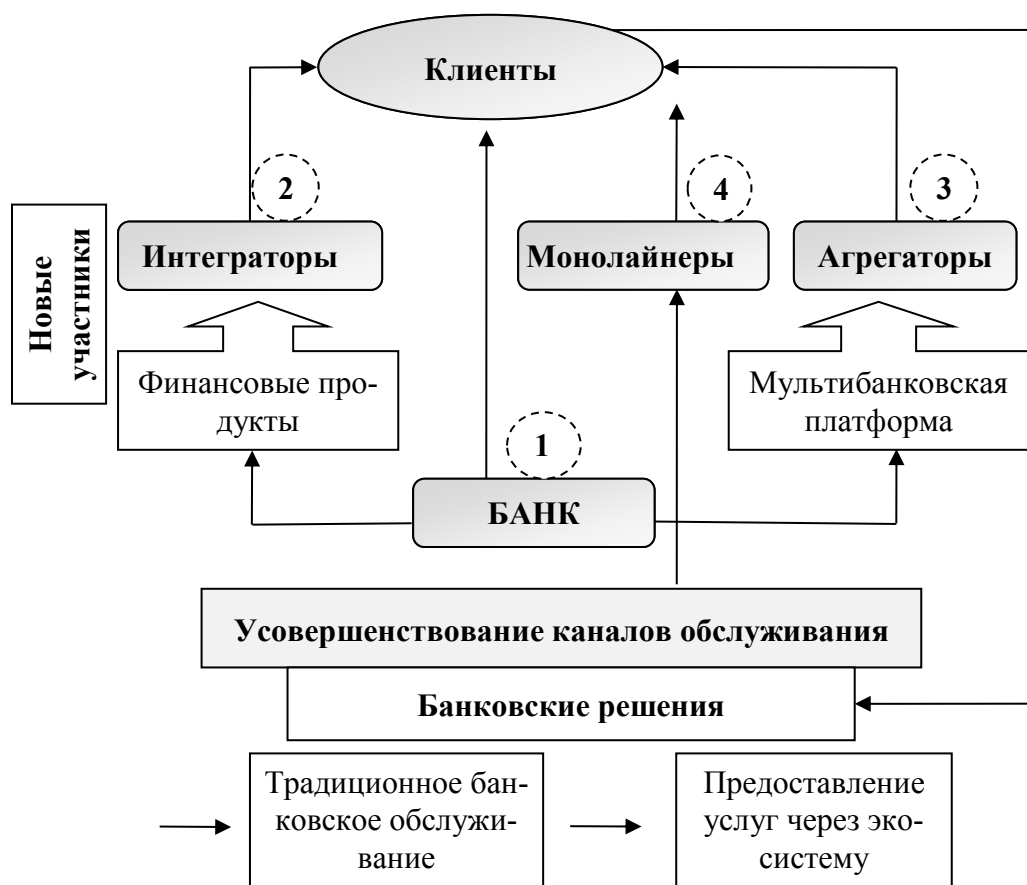 Клиенты
2
4
3
Новые
участники
Интеграторы
Монолайнеры
Агрегаторы
Финансовые про-
дукты
Мультибанковская
платформа
1
БАНК
Усовершенствование каналов обслуживания
Банковские решения
Традиционное бан-
ковское обслужи-
вание
Предоставление
услуг через эко-
систему